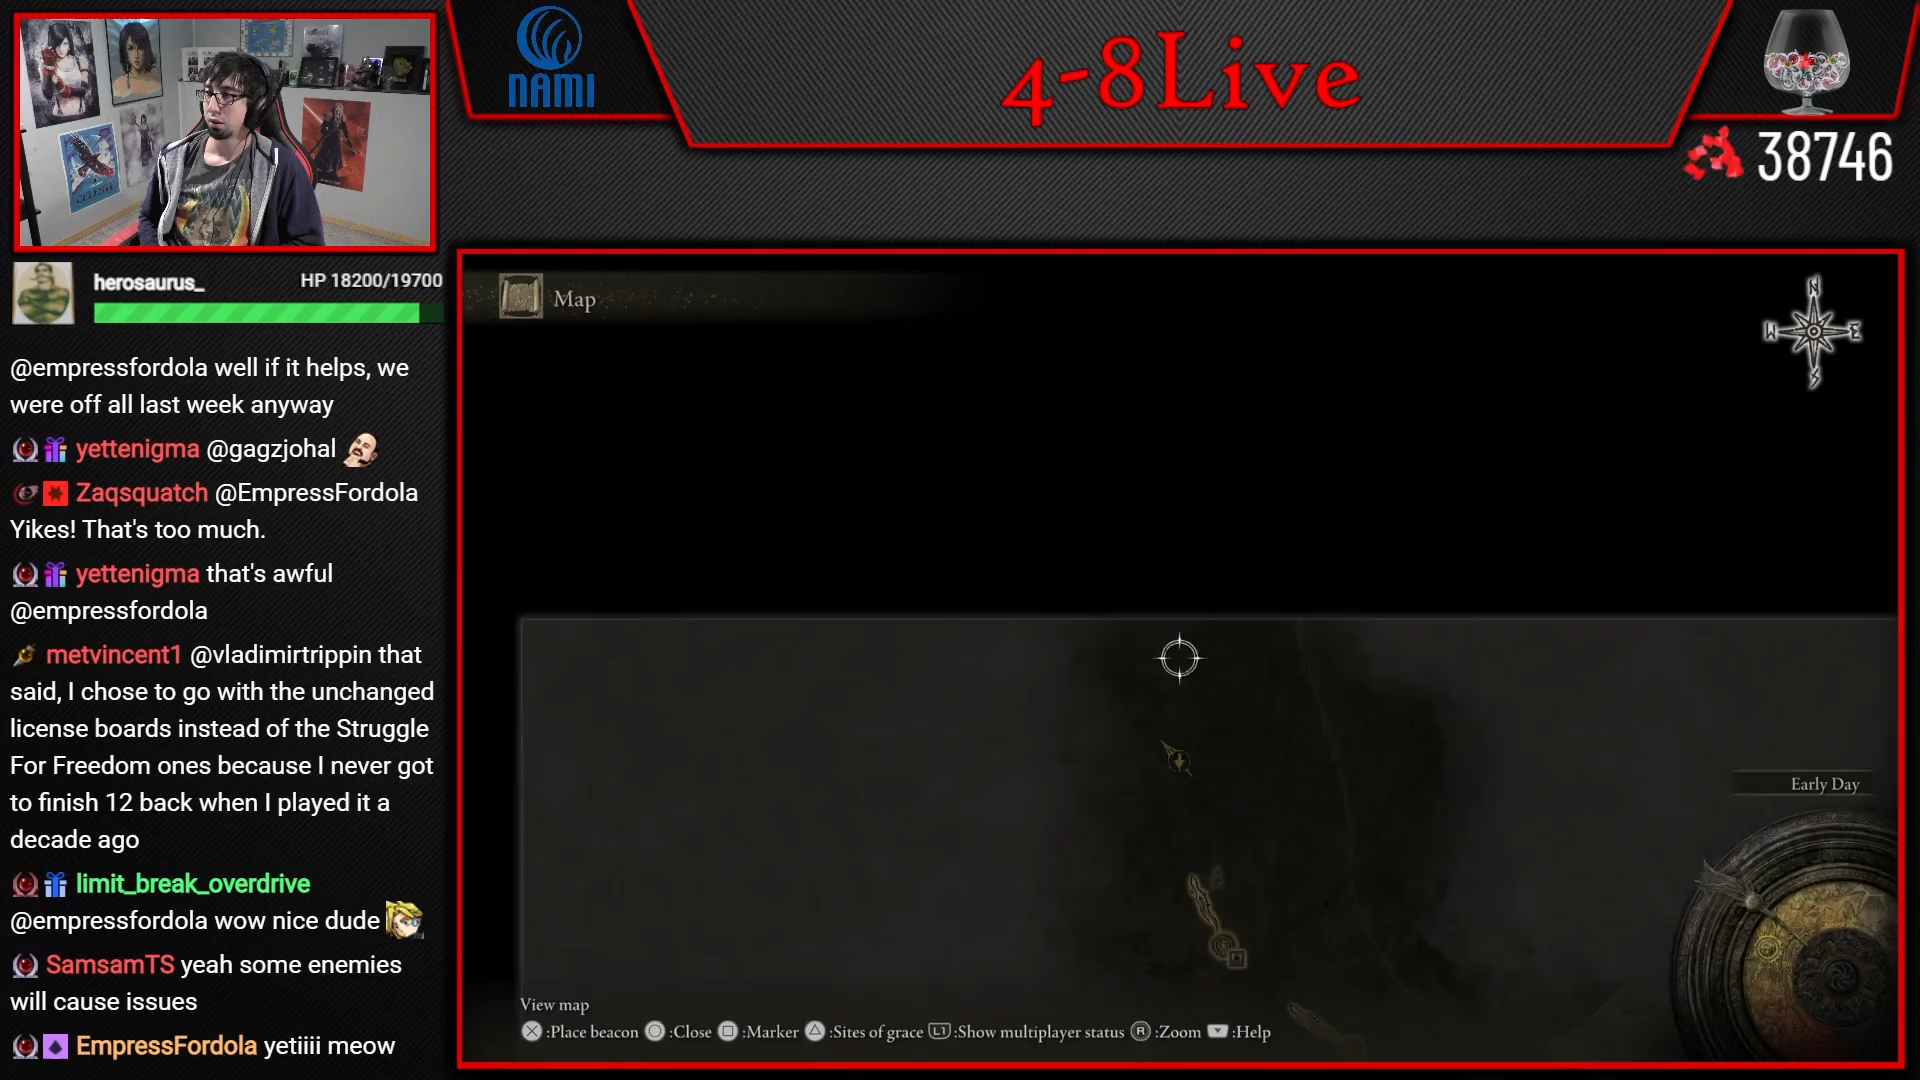 NAMI
4-8Live
38746
CELESTE
herosaurus_ HP 18200/19700
@empressfordola well if it helps, we
were off all last week anyway
yettenigma @gagzjohal
Zaqsquatch @EmpressFordola
Yikes! That's too much.
yettenigma that's awful
@empressfordola
metvincent1 @vladimirtrippin that
said, I chose to go with the unchanged
license boards instead of the Struggle
For Freedom ones because I never got
to finish 12 back when I played it a
decade ago
limit_break_overdrive
@empressfordola wow nice dude
SamsamTS yeah some enemies
will cause issues
EmpressFordola yetiiii meow
Map
N
W E
S
Early Day
View map
:Place beacon :Close :Marker :Sites of grace L1 :Show multiplayer status R :Zoom :Help